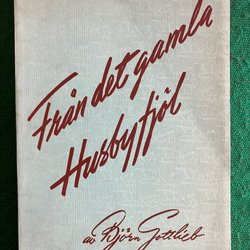 Från det gamla
Husbyfjöl
av Björn Gottlieb